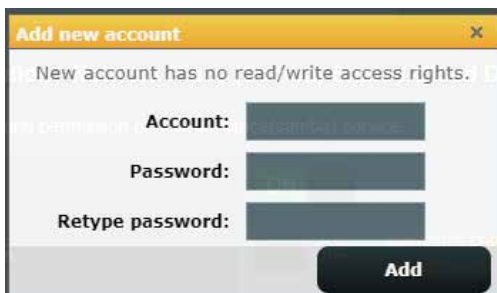 Add new account ×
New account has no read/write access rights.
Account:
Password:
Retype password:
Add